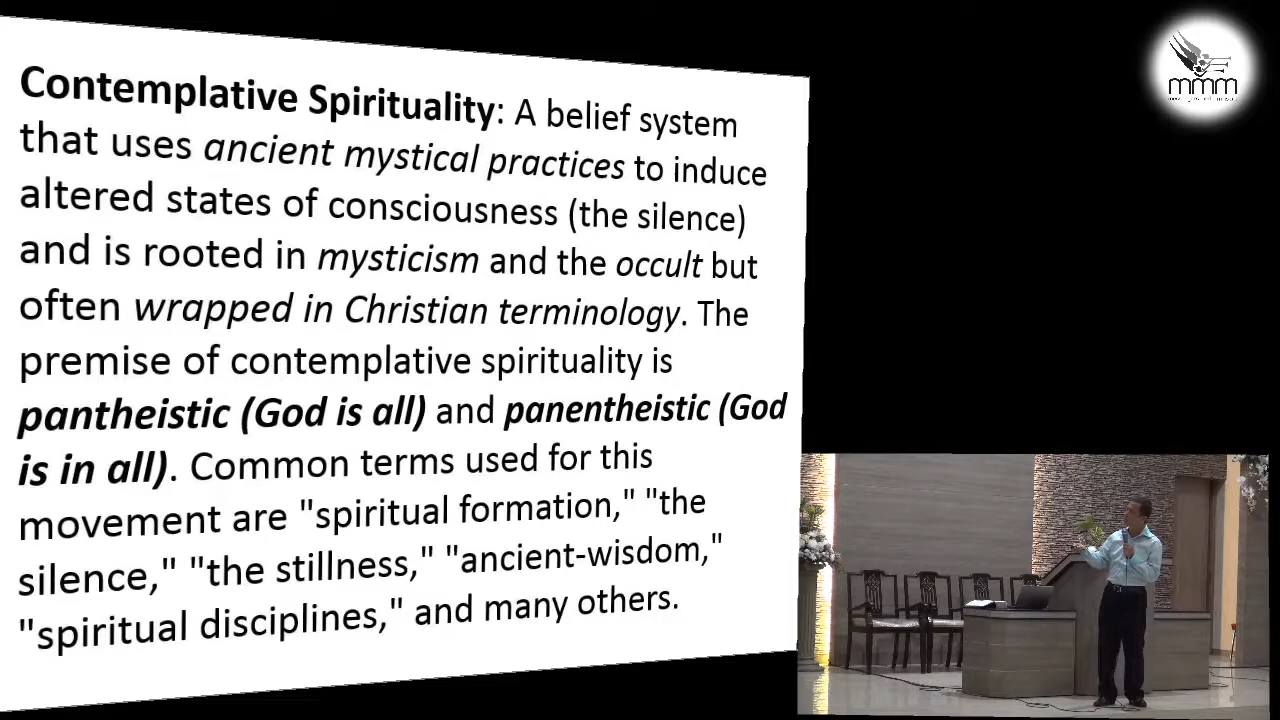 Contemplative Spirituality: A belief system
that uses ancient mystical practices to induce
altered states of consciousness (the silence)
and is rooted in mysticism and the occult but
often wrapped in Christian terminology. The
premise of contemplative spirituality is
pantheistic (God is all) and panentheistic (God
is in all). Common terms used for this
movement are "spiritual formation," "the
silence," "the stillness," "ancient-wisdom,"
"spiritual disciplines," and many others.
mmm